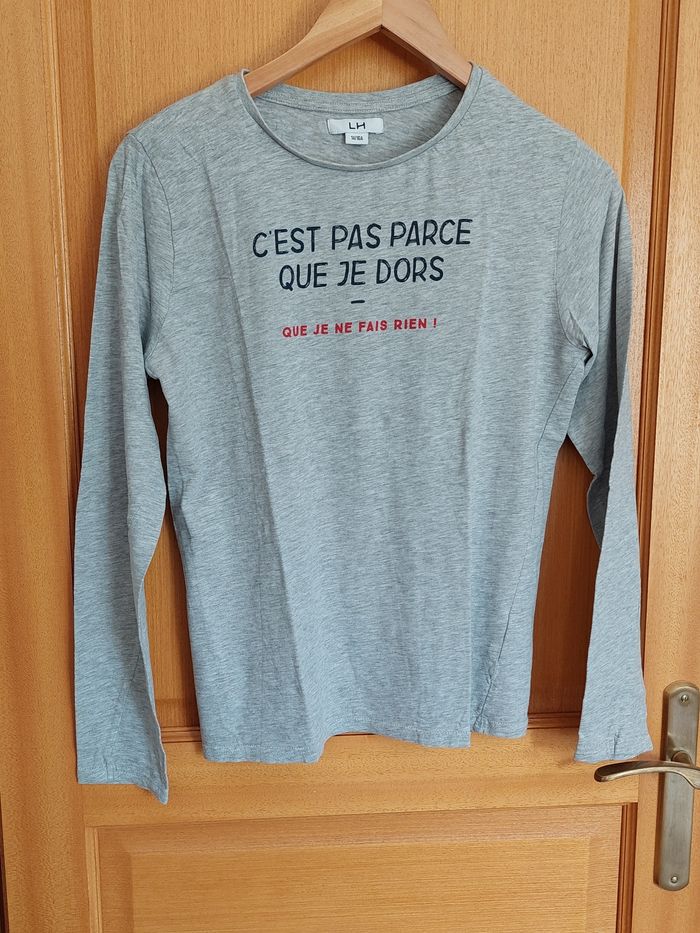 LH
C'EST PAS PARCE
QUE JE DORS
–
QUE JE NE FAIS RIEN !